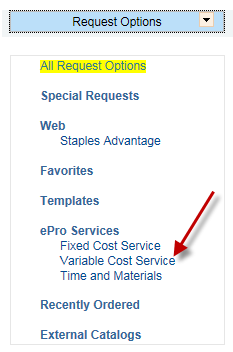 Request Options
All Request Options
Special Requests
Web
Staples Advantage
Favorites
Templates
ePro Services
Fixed Cost Service
Variable Cost Service
Time and Materials
Recently Ordered
External Catalogs